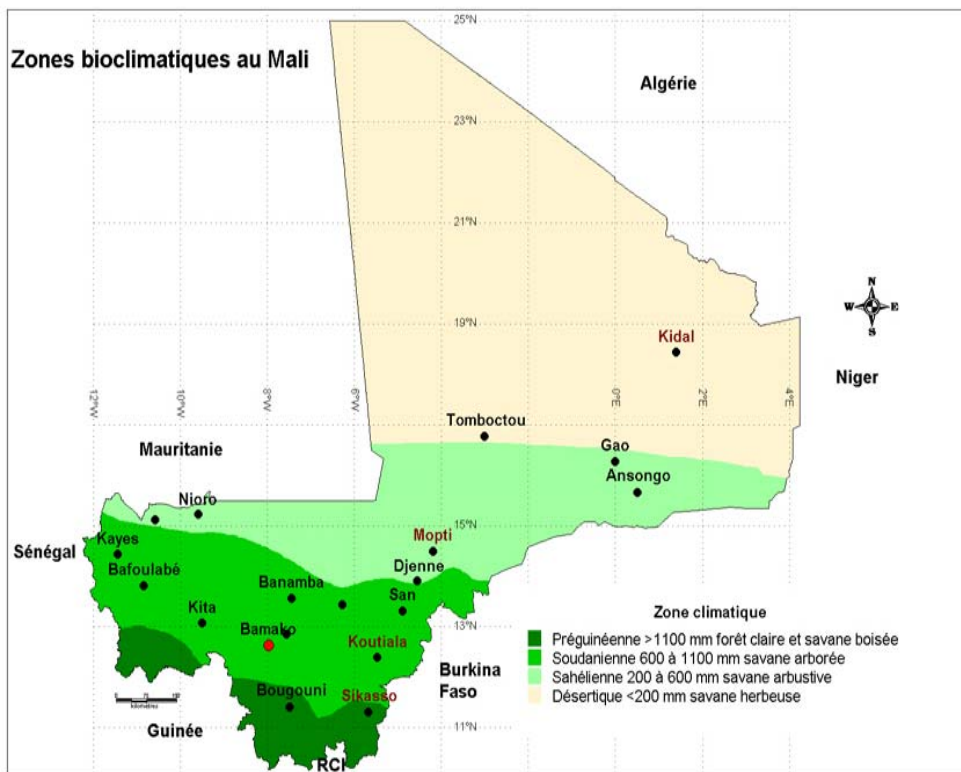 25°N
Zones bioclimatiques au Mali
Algérie
23°N
21°N
N
W E
S
19°N
Kidal
Niger
12°W
10°W
8°W
6°W
0°E
2°E
4°E
Tomboctou
Mauritanie
Gao
Ansongo
Nioro
15°N
Sénégal
Kayes
Mopti
Bafoulabé
Djenne
Banamba
San
Kita
Bamako
13°N
Koutiala
Burkina
Faso
Bougouni
Sikasso
kilometres
Guinée
11°N
RCI
Zone climatique
Préguinéenne >1100 mm forêt claire et savane boisée
Soudanienne 600 à 1100 mm savane arborée
Sahélienne 200 à 600 mm savane arbustive
Désertique <200 mm savane herbeuse